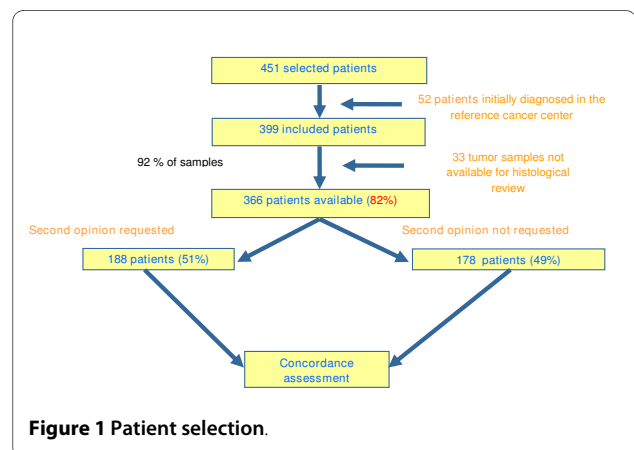 451 selected patients
52 patients initially diagnosed in the
reference cancer center
399 included patients
92 % of samples
33 tumor samples not
available for histological
review
366 patients available (82%)
Second opinion requested
Second opinion not requested
188 patients (51%)
178 patients (49%)
Concordance
assessment
Figure 1 Patient selection.